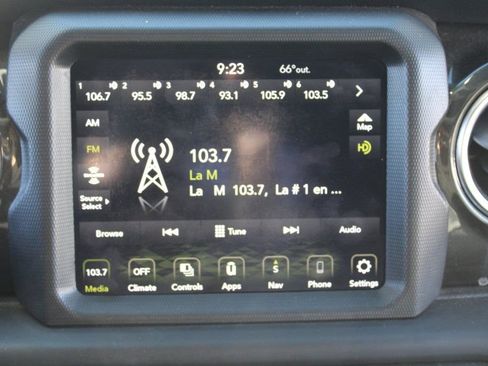 9:23 66° out.
1 2 3 4 5 6
106.7 95.5 98.7 93.1 105.9 103.5
AM
Map
FM
103.7
La M
La M 103.7, La # 1 en ...
Source
Select
Browse Tune Audio
103.7 OFF S
Media Climate Controls Apps Nav Phone Settings